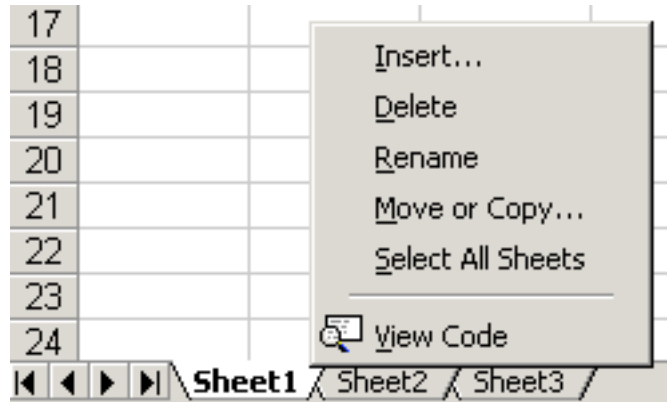 17
Insert...
18
Delete
19
Rename
20
Move or Copy...
21
Select All Sheets
22
23
View Code
24
Sheet1 Sheet2 Sheet3